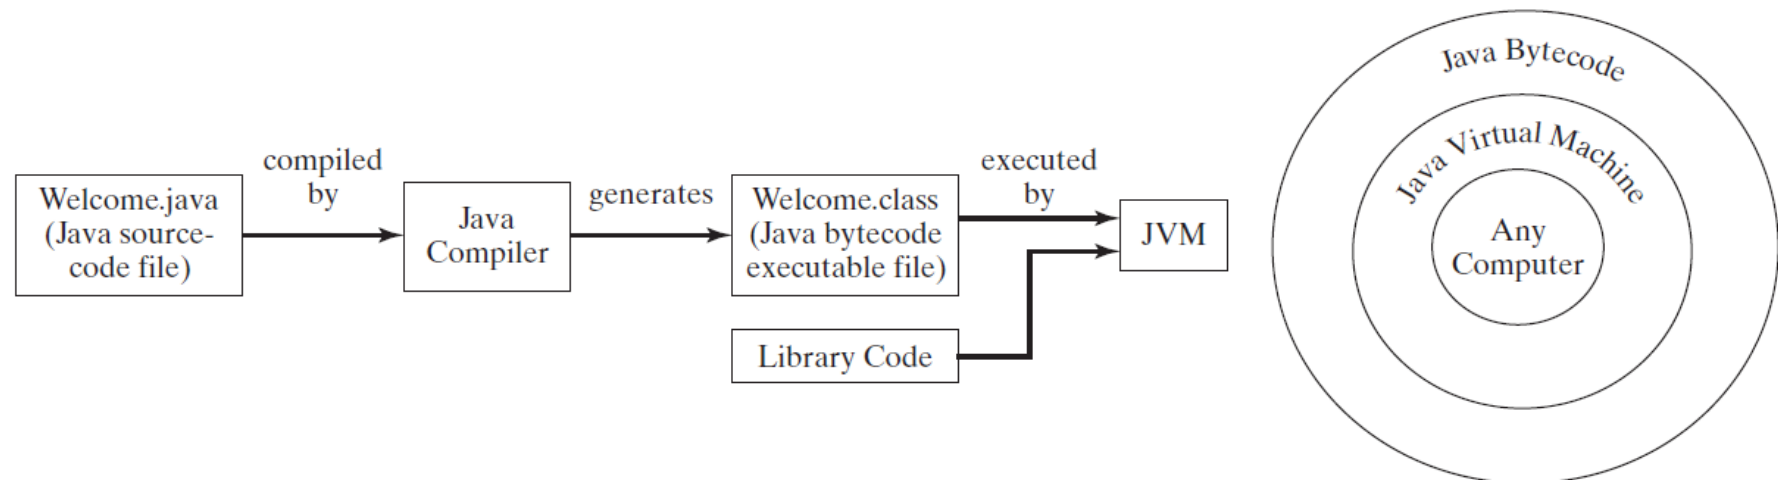 Welcome.java
(Java source-
code file)
compiled
by
Java
Compiler
generates
Welcome.class
(Java bytecode
executable file)
Library Code
executed
by
JVM
Java Bytecode
Java Virtual Machine
Any
Computer